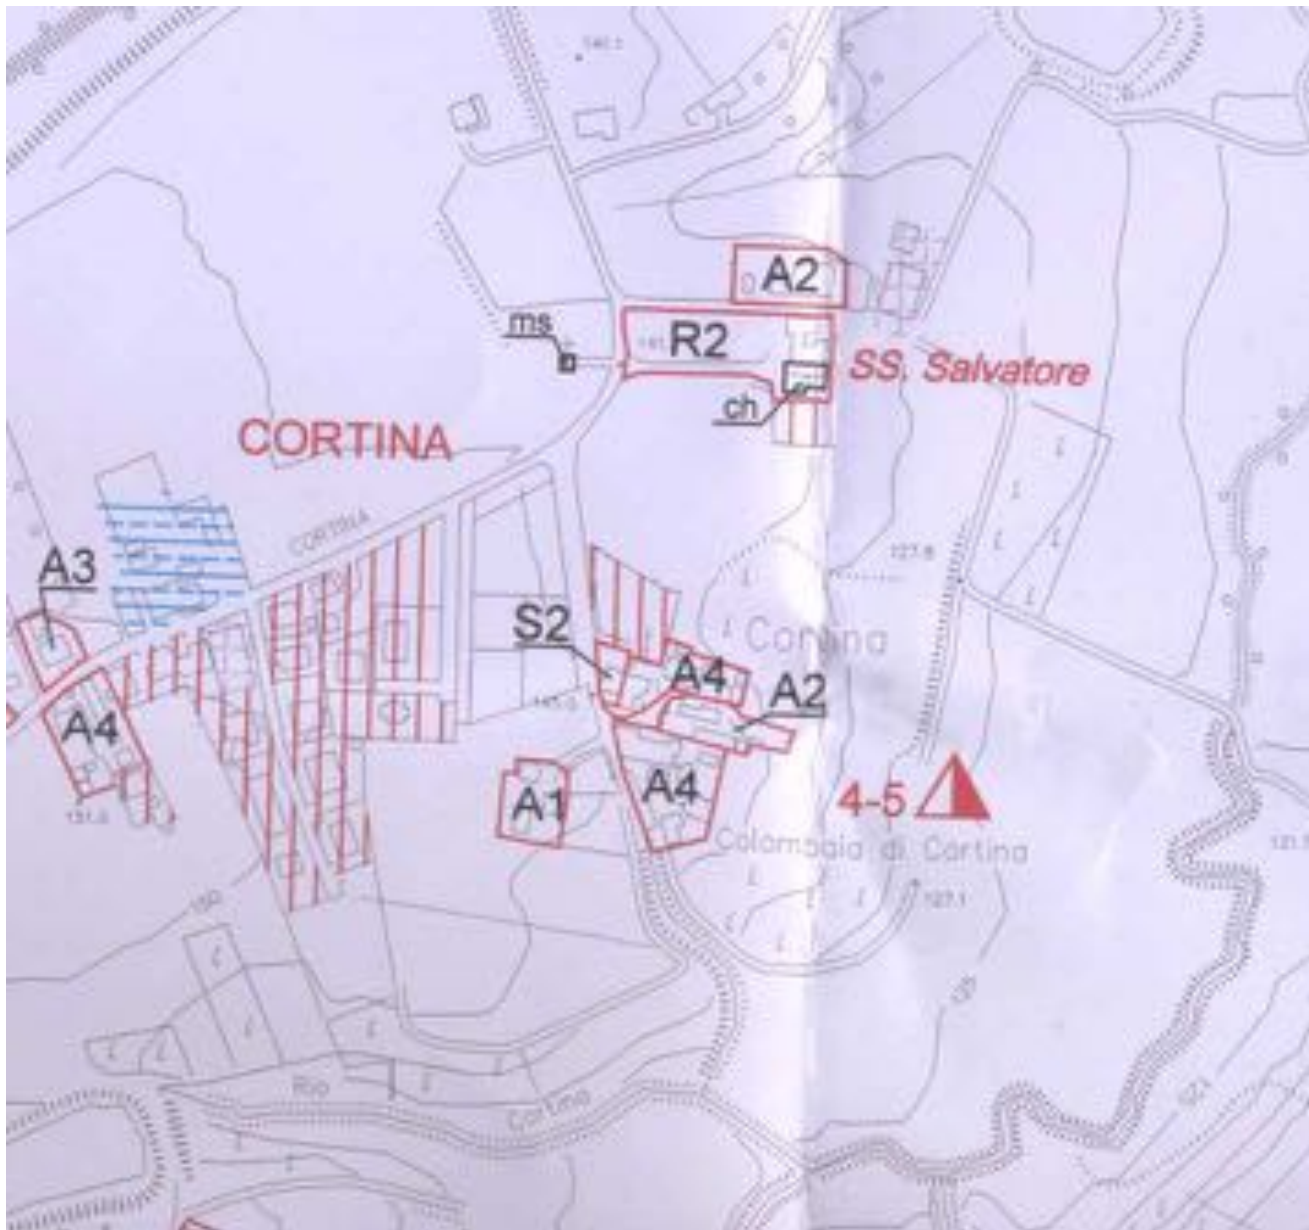 A2
ms
R2
SS. Salvatore
ch
CORTINA
CORTINA
A3
127.8
S2
Cortina
A4
A2
A4
A1
A4
4-5
Colombaia di Cortina
127.1
Rio
Cortina